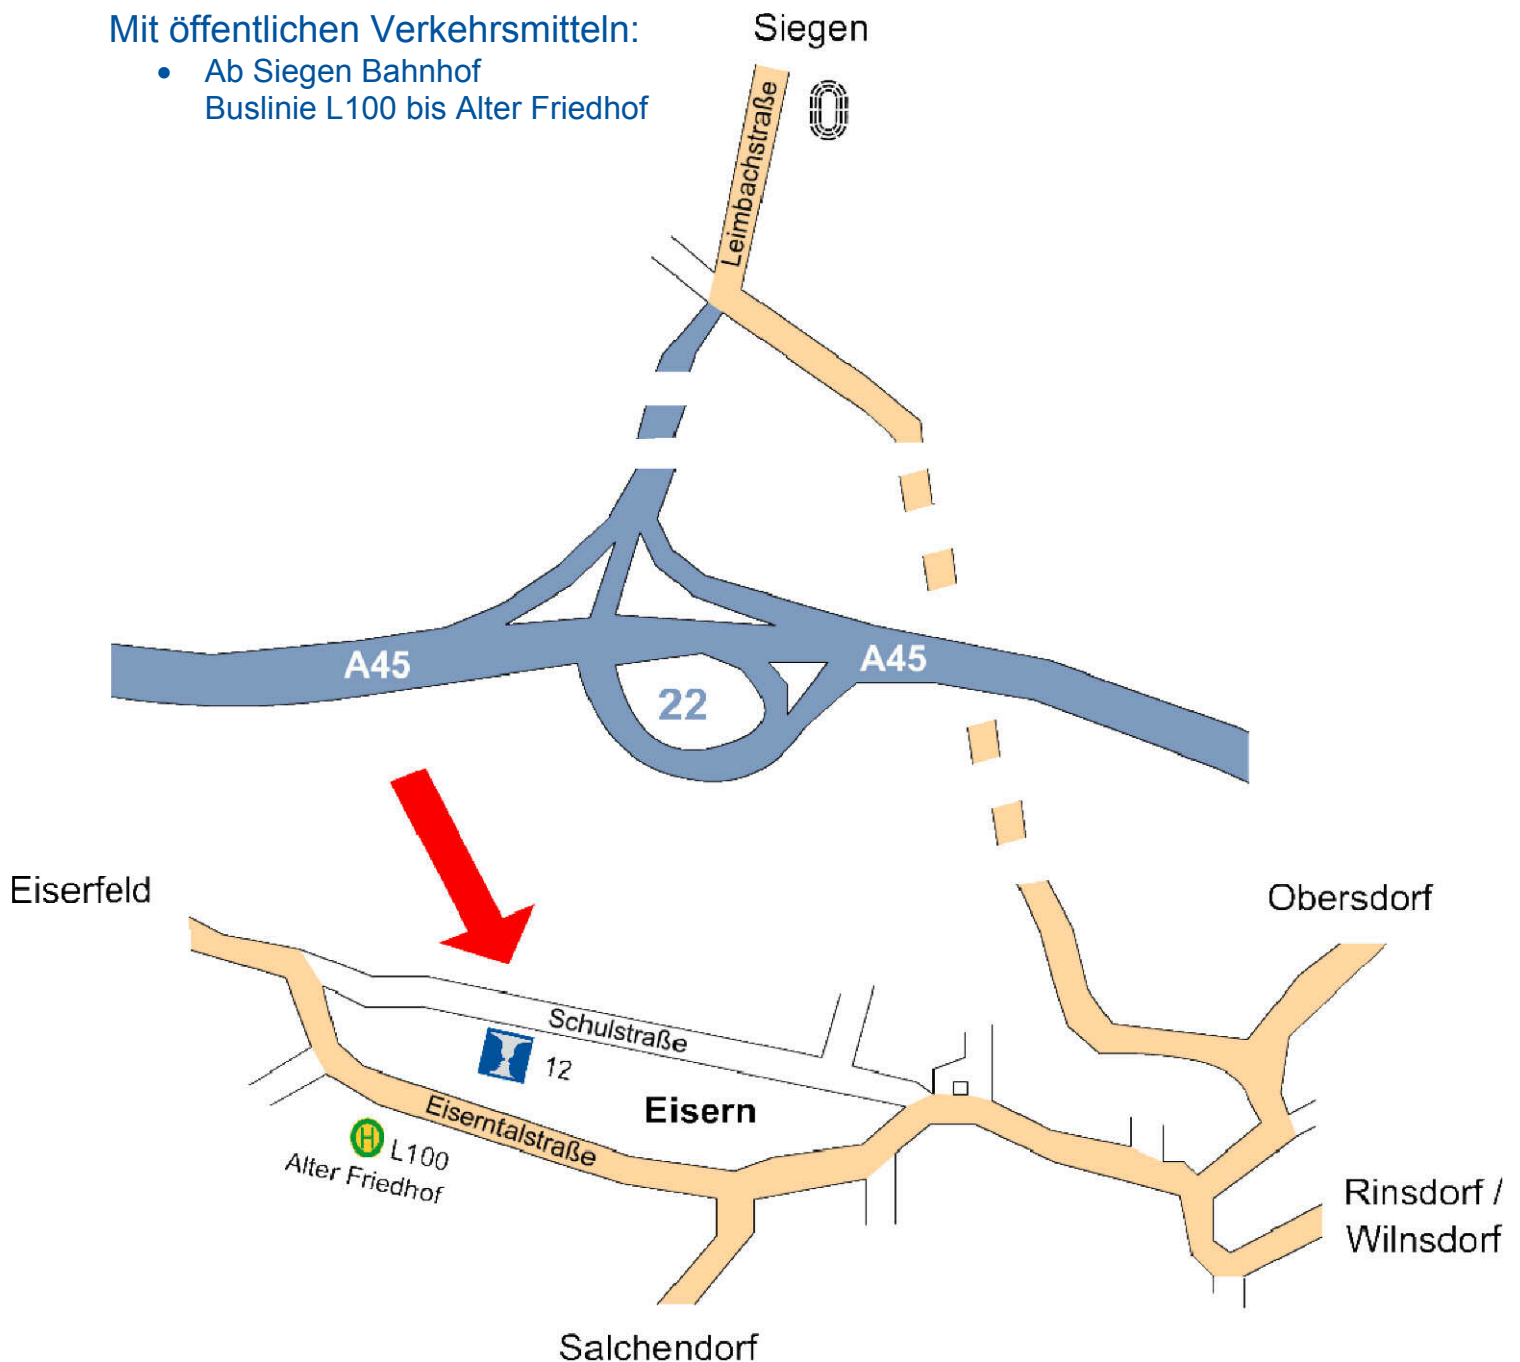 Mit öffentlichen Verkehrsmitteln:
• Ab Siegen Bahnhof
Buslinie L100 bis Alter Friedhof
Siegen
Leimbachstraße
A45
A45
22
Eiserfeld
Obersdorf
Schulstraße
12
Eisern
Eiserntalstraße
H
L100
Alter Friedhof
Rinsdorf /
Wilnsdorf
Salchendorf